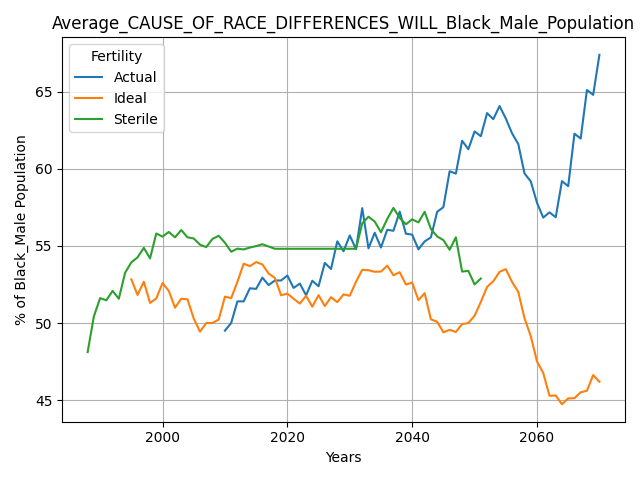 Average_CAUSE_OF_RACE_DIFFERENCES_WILL_Black_Male_Population
Fertility
Actual
Ideal
Sterile
% of Black_Male Population
65
60
55
50
45
2000 2020 2040 2060
Years